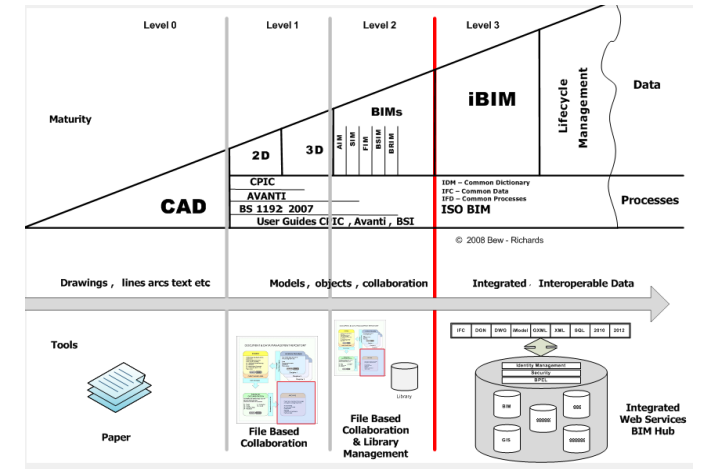 Level 0
Level 1
Level 2
Level 3
Maturity
CAD
2D
3D
BIMs
AIM
SIM
FIM
BSIM
BRIM
iBIM
Lifecycle
Management
Data
CPIC
AVANTI
BS 1192: 2007
User Guides CPIC , Avanti , BSI
IDM – Common Dictionary
IFC – Common Data
IFD – Common Processes
ISO BIM
Processes
© 2008 Bew - Richards
Drawings , lines arcs text etc
Models , objects , collaboration
Integrated Interoperable Data
Tools
Paper
File Based
Collaboration
Library
File Based
Collaboration
& Library
Management
IFC DGN DWG iModel OXML XML SQL 2010 2012
Identity Management
Security
BPEL
BIM
GIS
Integrated
Web Services
BIM Hub